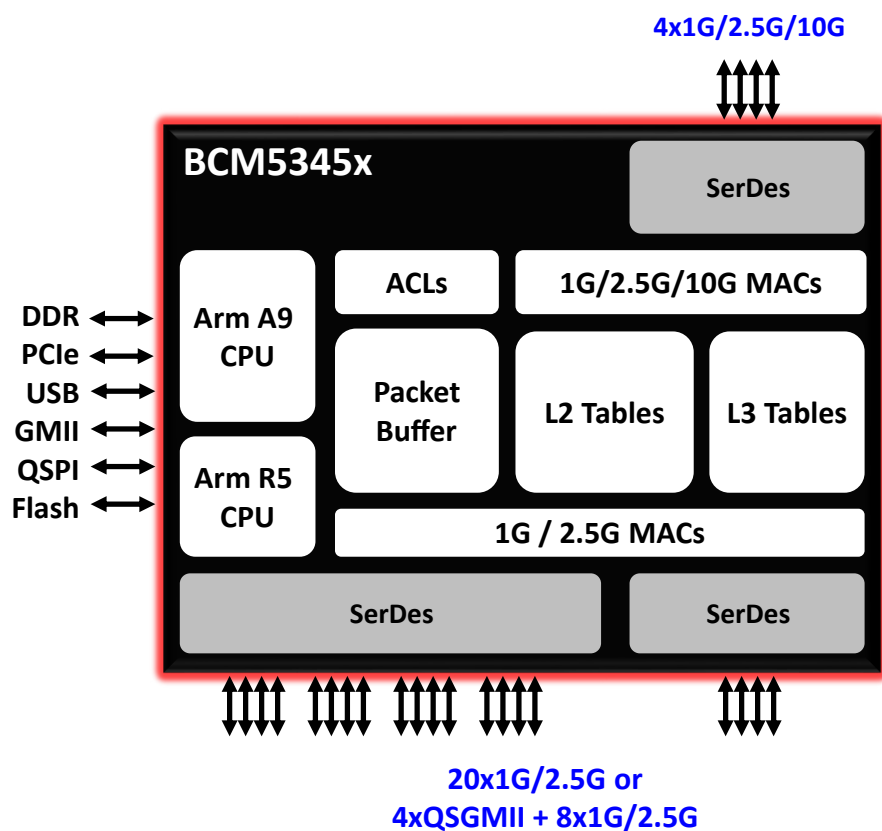 4x1G/2.5G/10G
BCM5345x
SerDes
ACLs
1G/2.5G/10G MACs
DDR
PCIe
USB
GMII
QSPI
Flash
Arm A9
CPU
Packet
Buffer
L2 Tables
L3 Tables
Arm R5
CPU
1G / 2.5G MACs
SerDes
SerDes
20x1G/2.5G or
4xQSGMII + 8x1G/2.5G